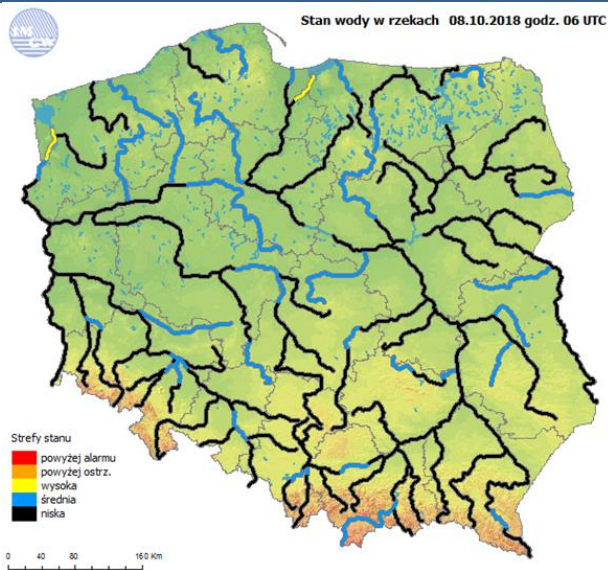 Stan wody w rzekach 08.10.2018 godz. 06 UTC
Strefy stanu
powyżej alarmu
powyżej ostrz.
wysoka
średnia
niska
0 40 80 160 Km